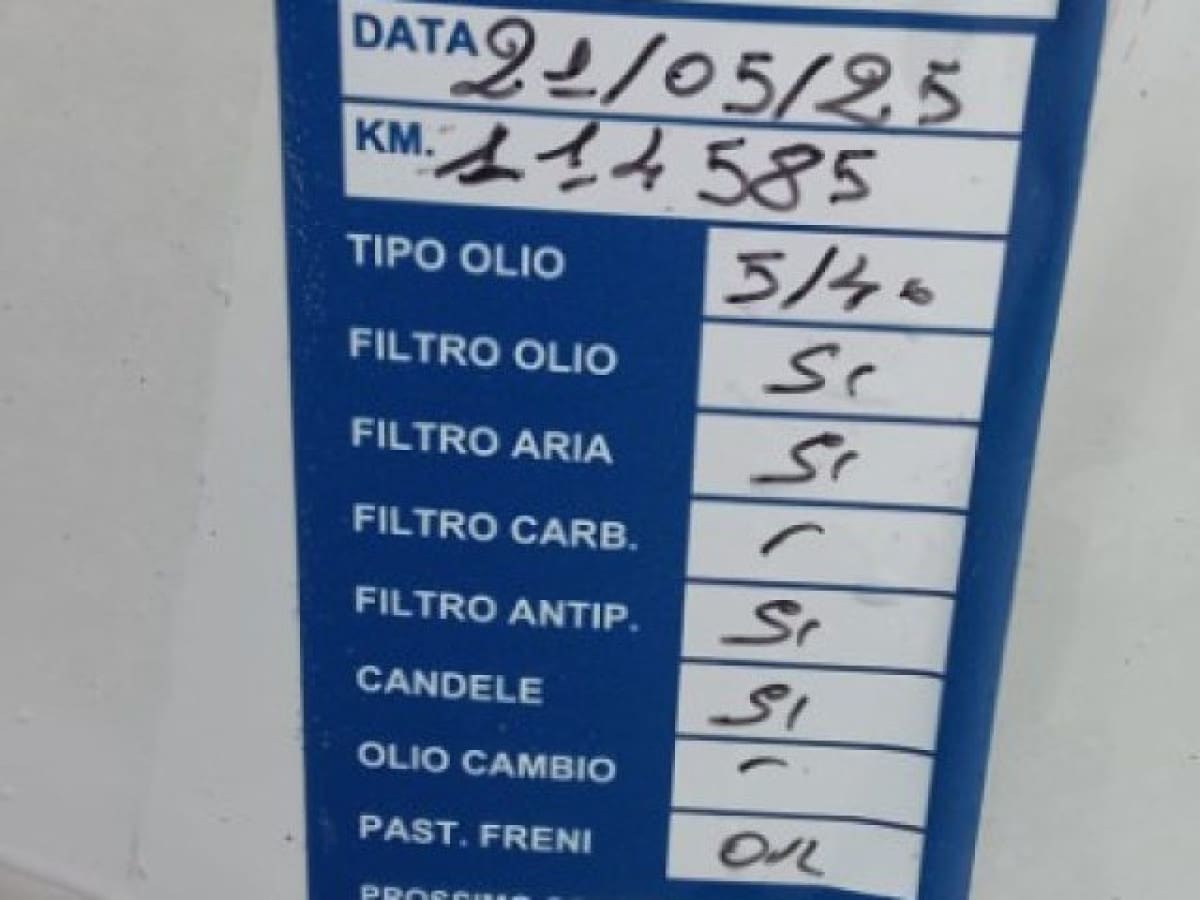 DATA 21/05/25
KM. 114585
TIPO OLIO 5/40
FILTRO OLIO Si
FILTRO ARIA Si
FILTRO CARB. -
FILTRO ANTIP. Si
CANDELE Si
OLIO CAMBIO -
PAST. FRENI OK
PROSSIMO